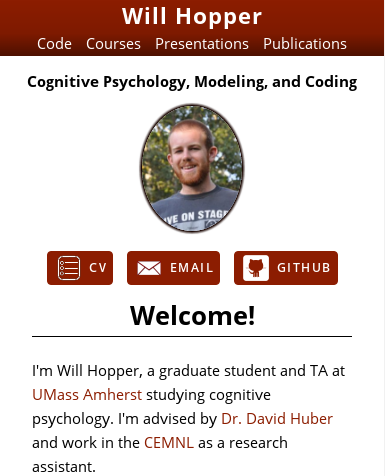 Will Hopper
Code Courses Presentations Publications
Cognitive Psychology, Modeling, and Coding
IVE ON STAGE
CV EMAIL GITHUB
Welcome!
I'm Will Hopper, a graduate student and TA at
UMass Amherst studying cognitive
psychology. I'm advised by Dr. David Huber
and work in the CEMNL as a research
assistant.